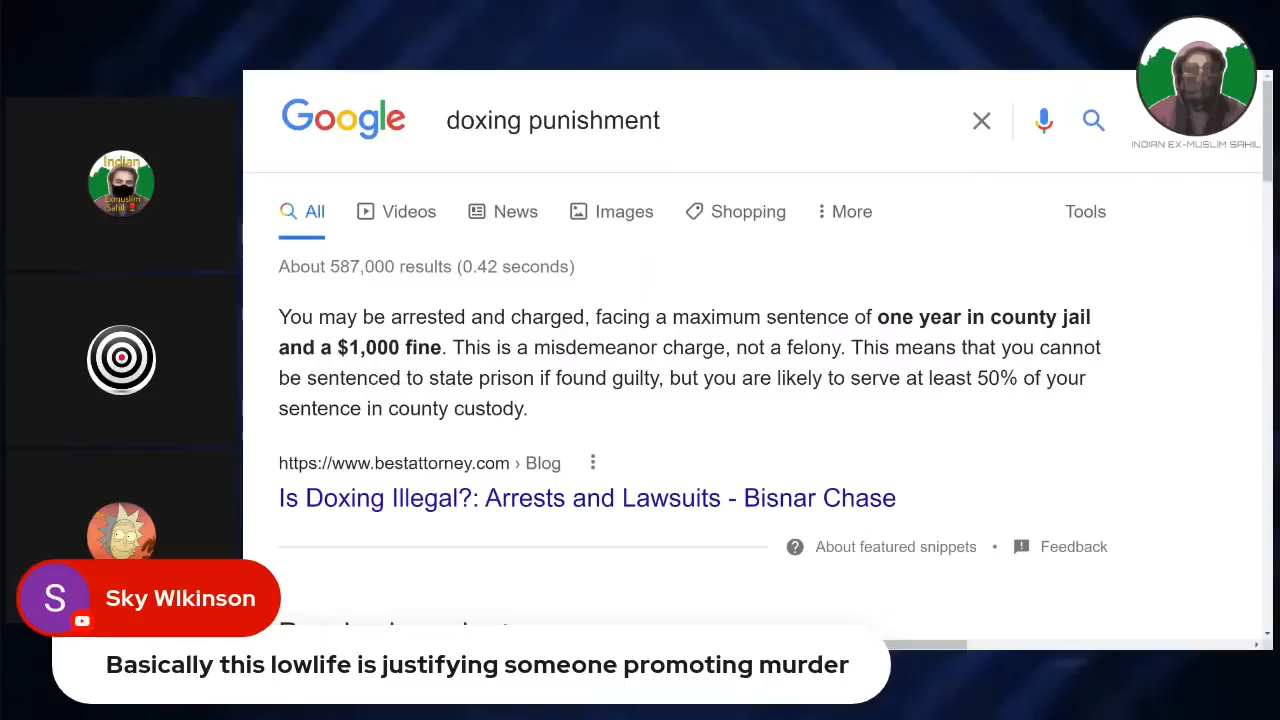 Google
doxing punishment
INDIAN EX-MUSLIM SAHIL
Indian
Exmuslim
Sahil
All
Videos
News
Images
Shopping
More
Tools
About 587,000 results (0.42 seconds)
You may be arrested and charged, facing a maximum sentence of one year in county jail
and a $1,000 fine. This is a misdemeanor charge, not a felony. This means that you cannot
be sentenced to state prison if found guilty, but you are likely to serve at least 50% of your
sentence in county custody.
https://www.bestattorney.com › Blog
Is Doxing Illegal?: Arrests and Lawsuits - Bisnar Chase
About featured snippets • Feedback
S
Sky WIkinson
Basically this lowlife is justifying someone promoting murder